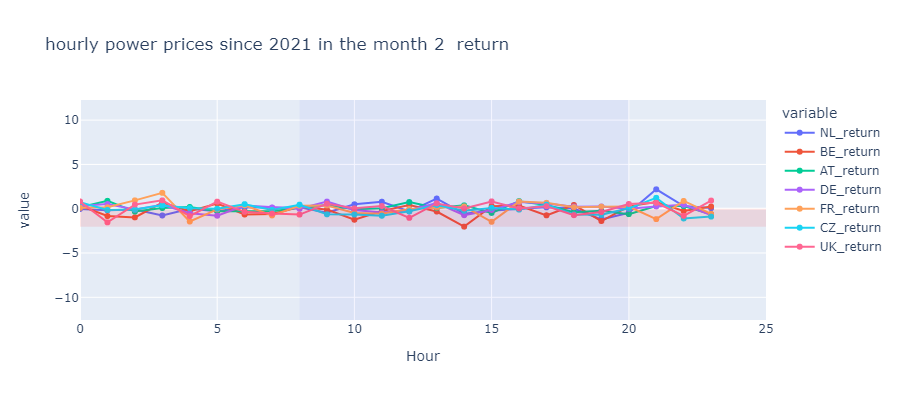 hourly power prices since 2021 in the month 2  return
variable
NL_return
BE_return
AT_return
DE_return
FR_return
CZ_return
UK_return
value
10
5
0
−5
−10
0
5
10
15
20
25
Hour